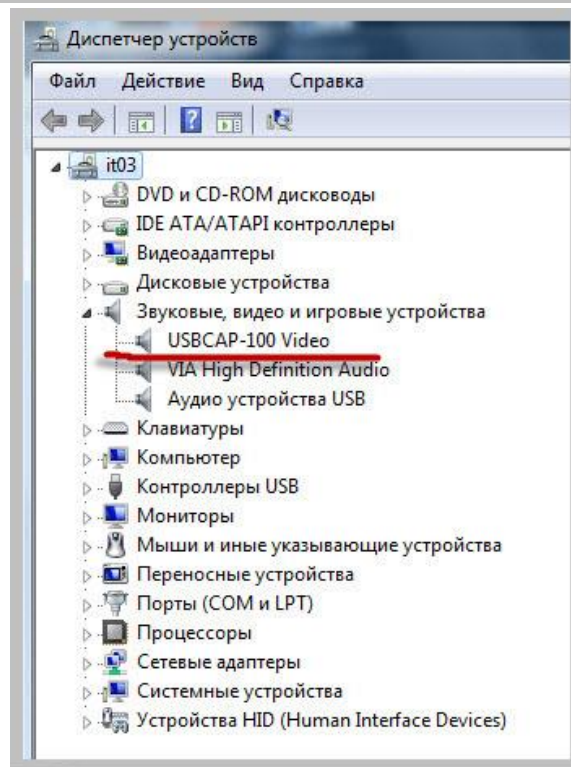 Диспетчер устройств
Файл Действие Вид Справка
it03
DVD и CD-ROM дисководы
IDE ATA/ATAPI контроллеры
Видеоадаптеры
Дисковые устройства
Звуковые, видео и игровые устройства
USBCAP-100 Video
VIA High Definition Audio
Аудио устройства USB
Клавиатуры
Компьютер
Контроллеры USB
Мониторы
Мыши и иные указывающие устройства
Переносные устройства
Порты (COM и LPT)
Процессоры
Сетевые адаптеры
Системные устройства
Устройства HID (Human Interface Devices)